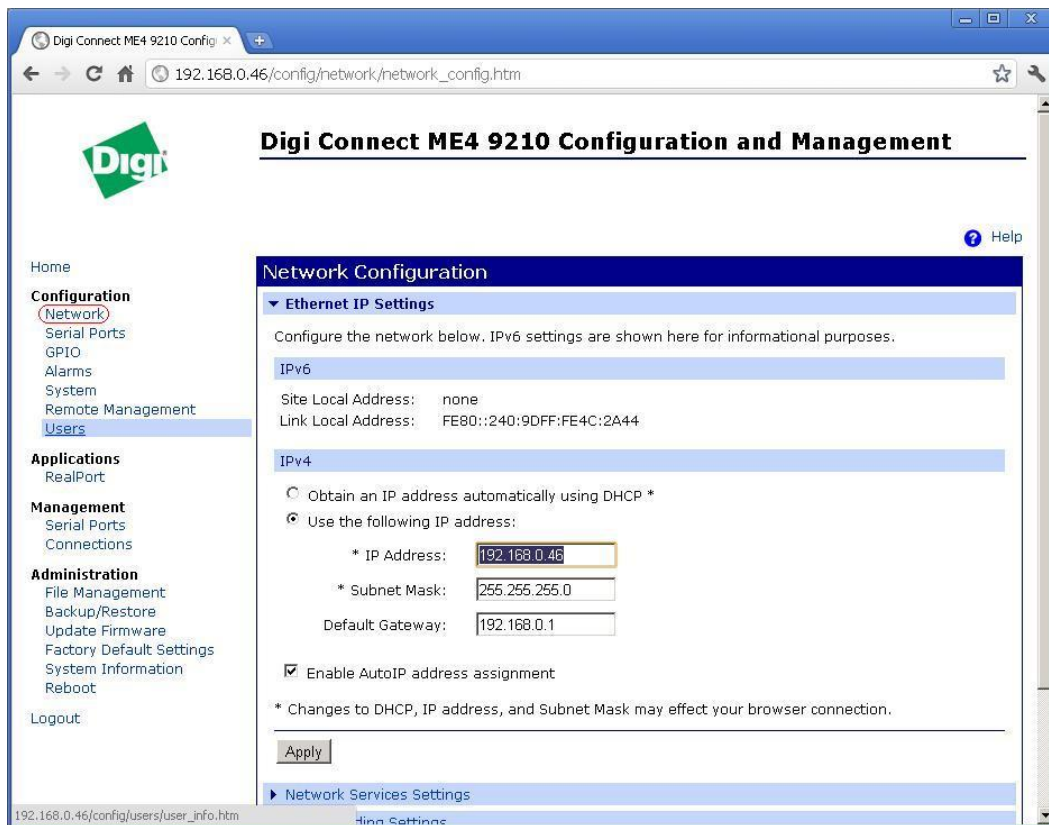 Digi Connect ME4 9210 Config
192.168.0.46/config/network/network_config.htm
Digi
Digi Connect ME4 9210 Configuration and Management
Help
Home
Configuration
Network
Serial Ports
GPIO
Alarms
System
Remote Management
Users
Applications
RealPort
Management
Serial Ports
Connections
Administration
File Management
Backup/Restore
Update Firmware
Factory Default Settings
System Information
Reboot
Logout
Network Configuration
Ethernet IP Settings
Configure the network below. IPv6 settings are shown here for informational purposes.
IPv6
Site Local Address: none
Link Local Address: FE80::240:9DFF:FE4C:2A44
IPv4
Obtain an IP address automatically using DHCP *
Use the following IP address:
* IP Address: 192.168.0.46
* Subnet Mask: 255.255.255.0
Default Gateway: 192.168.0.1
Enable AutoIP address assignment
* Changes to DHCP, IP address, and Subnet Mask may effect your browser connection.
Apply
Network Services Settings
Settings
192.168.0.46/config/users/user_info.htm